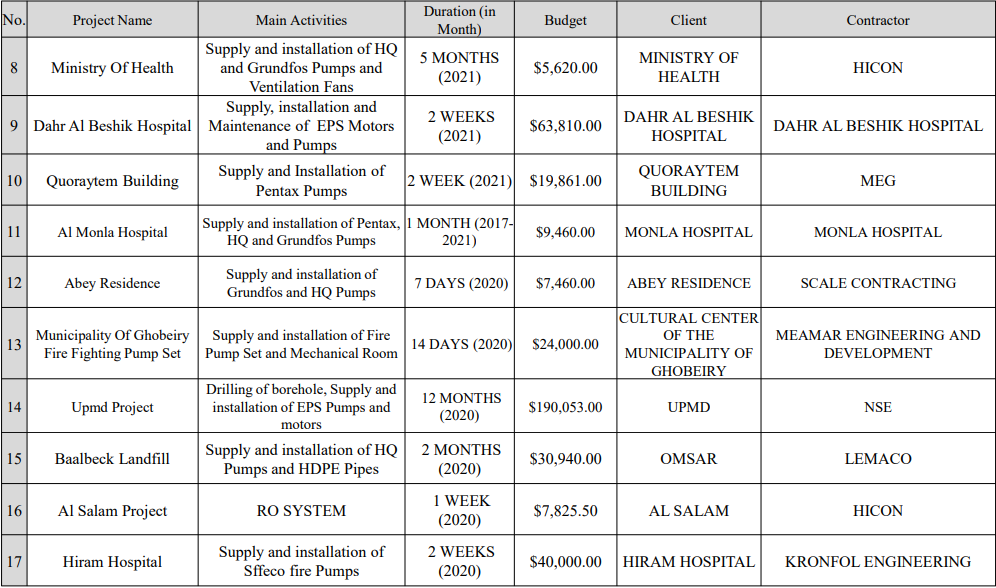 No. Project Name Main Activities Duration (in Month) Budget Client Contractor
8 Ministry Of Health Supply and installation of HQ and Grundfos Pumps and Ventilation Fans 5 MONTHS (2021) $5,620.00 MINISTRY OF HEALTH HICON
9 Dahr Al Beshik Hospital Supply, installation and Maintenance of EPS Motors and Pumps 2 WEEKS (2021) $63,810.00 DAHR AL BESHIK HOSPITAL DAHR AL BESHIK HOSPITAL
10 Quoraytem Building Supply and Installation of Pentax Pumps 2 WEEK (2021) $19,861.00 QUORAYTEM BUILDING MEG
11 Al Monla Hospital Supply and installation of Pentax, HQ and Grundfos Pumps 1 MONTH (2017-2021) $9,460.00 MONLA HOSPITAL MONLA HOSPITAL
12 Abey Residence Supply and installation of Grundfos and HQ Pumps 7 DAYS (2020) $7,460.00 ABEY RESIDENCE SCALE CONTRACTING
13 Municipality Of Ghobeiry Fire Fighting Pump Set Supply and installation of Fire Pump Set and Mechanical Room 14 DAYS (2020) $24,000.00 CULTURAL CENTER OF THE MUNICIPALITY OF GHOBEIRY MEAMAR ENGINEERING AND DEVELOPMENT
14 Upmd Project Drilling of borehole, Supply and installation of EPS Pumps and motors 12 MONTHS (2020) $190,053.00 UPMD NSE
15 Baalbeck Landfill Supply and installation of HQ Pumps and HDPE Pipes 2 MONTHS (2020) $30,940.00 OMSAR LEMACO
16 Al Salam Project RO SYSTEM 1 WEEK (2020) $7,825.50 AL SALAM HICON
17 Hiram Hospital Supply and installation of Sffeco fire Pumps 2 WEEKS (2020) $40,000.00 HIRAM HOSPITAL KRONFOL ENGINEERING